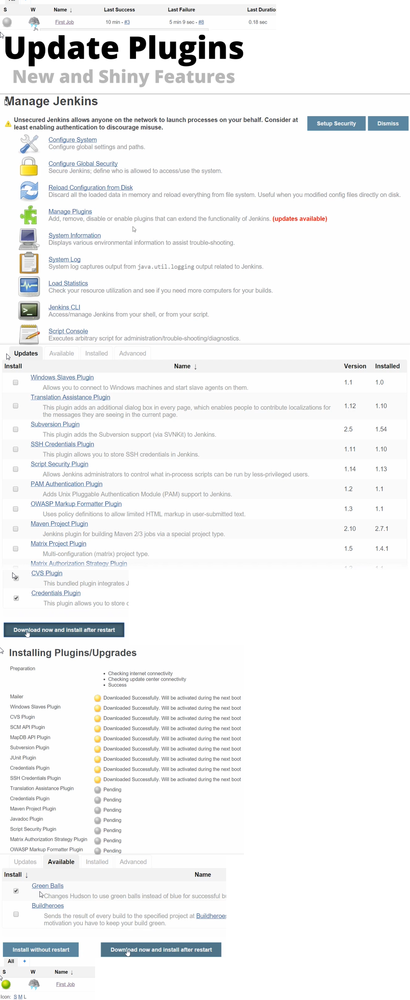 All +
S W Name ↓ Last Success Last Failure Last Duration
First Job 10 min - #3 5 min 9 sec - #8 0.18 sec
Update Plugins
New and Shiny Features
Manage Jenkins
Unsecured Jenkins allows anyone on the network to launch processes on your behalf. Consider at
least enabling authentication to discourage misuse.
Setup Security Dismiss
Configure System
Configure global settings and paths.
Configure Global Security
Secure Jenkins; define who is allowed to access/use the system.
Reload Configuration from Disk
Discard all the loaded data in memory and reload everything from file system. Useful when you modified config files directly on disk.
Manage Plugins
Add, remove, disable or enable plugins that can extend the functionality of Jenkins. (updates available)
System Information
Displays various environmental information to assist trouble-shooting.
System Log
System log captures output from java.util.logging output related to Jenkins.
Load Statistics
Check your resource utilization and see if you need more computers for your builds.
Jenkins CLI
Access/manage Jenkins from your shell, or from your script.
Script Console
Executes arbitrary script for administration/trouble-shooting/diagnostics.
Updates Available Installed Advanced
Install Name ↓ Version Installed
Windows Slaves Plugin
Allows you to connect to Windows machines and start slave agents on them.
1.1 1.0
Translation Assistance Plugin
This plugin adds an additional dialog box in every page, which enables people to contribute localizations for
the messages they are seeing in the current page.
1.12 1.10
Subversion Plugin
This plugin adds the Subversion support (via SVNKit) to Jenkins.
2.5 1.54
SSH Credentials Plugin
This plugin allows you to store SSH credentials in Jenkins.
1.11 1.10
Script Security Plugin
Allows Jenkins administrators to control what in-process scripts can be run by less-privileged users.
1.14 1.13
PAM Authentication Plugin
Adds Unix Pluggable Authentication Module (PAM) support to Jenkins.
1.2 1.1
OWASP Markup Formatter Plugin
Uses policy definitions to allow limited HTML markup in user-submitted text.
1.3 1.1
Maven Project Plugin
Jenkins plugin for building Maven 2/3 jobs via a special project type.
2.10 2.7.1
Matrix Project Plugin
Multi-configuration (matrix) project type.
1.5 1.4.1
Matrix Authorization Strategy Plugin
CVS Plugin
This bundled plugin integrates J
Credentials Plugin
This plugin allows you to store
Download now and install after restart
Installing Plugins/Upgrades
Preparation
• Checking internet connectivity
• Checking update center connectivity
• Success
Mailer Downloaded Successfully. Will be activated during the next boot
Windows Slaves Plugin Downloaded Successfully. Will be activated during the next boot
CVS Plugin Downloaded Successfully. Will be activated during the next boot
SCM API Plugin Downloaded Successfully. Will be activated during the next boot
MapDB API Plugin Downloaded Successfully. Will be activated during the next boot
Subversion Plugin Downloaded Successfully. Will be activated during the next boot
JUnit Plugin Downloaded Successfully. Will be activated during the next boot
Credentials Plugin Downloaded Successfully. Will be activated during the next boot
SSH Credentials Plugin Downloaded Successfully. Will be activated during the next boot
Translation Assistance Plugin Pending
Credentials Plugin Pending
Maven Project Plugin Pending
Javadoc Plugin Pending
Script Security Plugin Pending
Matrix Authorization Strategy Plugin Pending
OWASP Markup Formatter Plugin Pending
Updates Available Installed Advanced
Install ↓ Name
Green Balls
Changes Hudson to use green balls instead of blue for successful
Buildheroes
Sends the result of every build to the specified project at Buildheroes
motivation you have to keep your build green.
Install without restart Download now and install after restart
All +
S W Name ↓
First Job
Icon: S M L